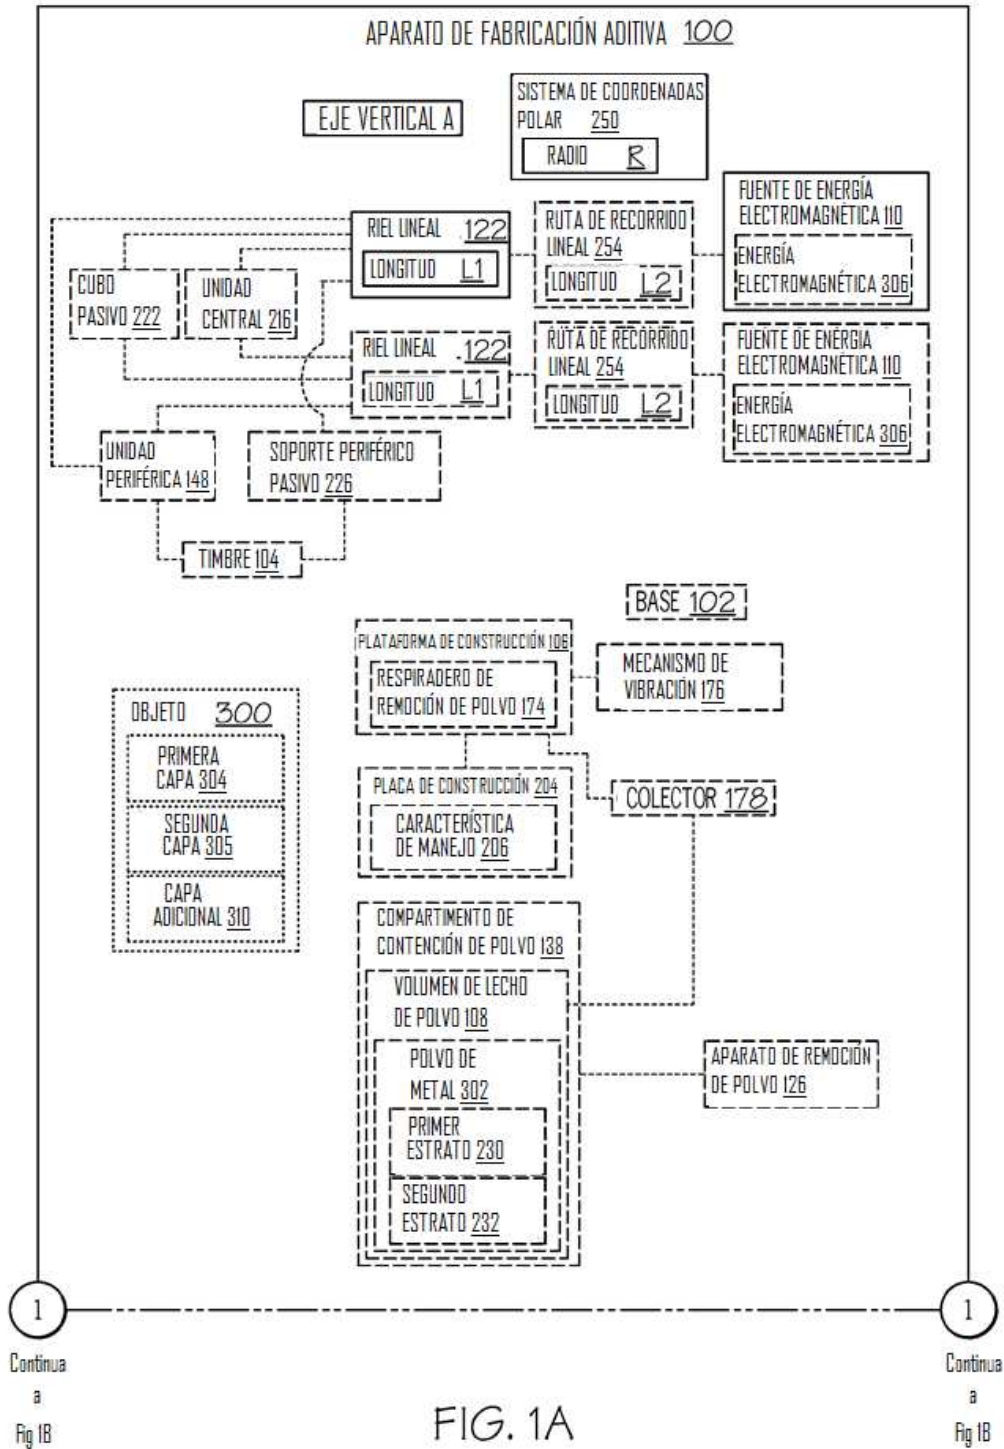 APARATO DE FABRICACIÓN ADITIVA 100
EJE VERTICAL A
SISTEMA DE COORDENADAS
POLAR 250
RADIO R
RIEL LINEAL 122
LONGITUD L1
RUTA DE RECORRIDO
LINEAL 254
LONGITUD L2
FUENTE DE ENERGÍA
ELECTROMAGNÉTICA 110
ENERGÍA
ELECTROMAGNÉTICA 306
CUBO
PASIVO 222
UNIDAD
CENTRAL 216
RIEL LINEAL 122
LONGITUD L1
RUTA DE RECORRIDO
LINEAL 254
LONGITUD L2
FUENTE DE ENERGIA
ELECTROMAGNÉTICA 110
ENERGÍA
ELECTROMAGNÉTICA 306
UNIDAD
PERIFÉRICA 148
SOPORTE PERIFÉRICO
PASIVO 226
TIMBRE 104
BASE 102
PLATAFORMA DE CONSTRUCCIÓN 106
RESPIRADERO DE
REMOCIÓN DE POLVO 174
MECANISMO DE
VIBRACIÓN 176
OBJETO 300
PRIMERA
CAPA 304
SEGUNDA
CAPA 305
CAPA
ADICIONAL 310
PLACA DE CONSTRUCCIÓN 204
CARACTERÍSTICA
DE MANEJO 206
COLECTOR 178
COMPARTIMENTO DE
CONTENCIÓN DE POLVO 138
VOLUMEN DE LECHO
DE POLVO 108
POLVO DE
METAL 302
PRIMER
ESTRATO 230
SEGUNDO
ESTRATO 232
APARATO DE REMOCIÓN
DE POLVO 126
1
Continua
a
Fig 1B
1
Continua
a
Fig 1B
FIG. 1A